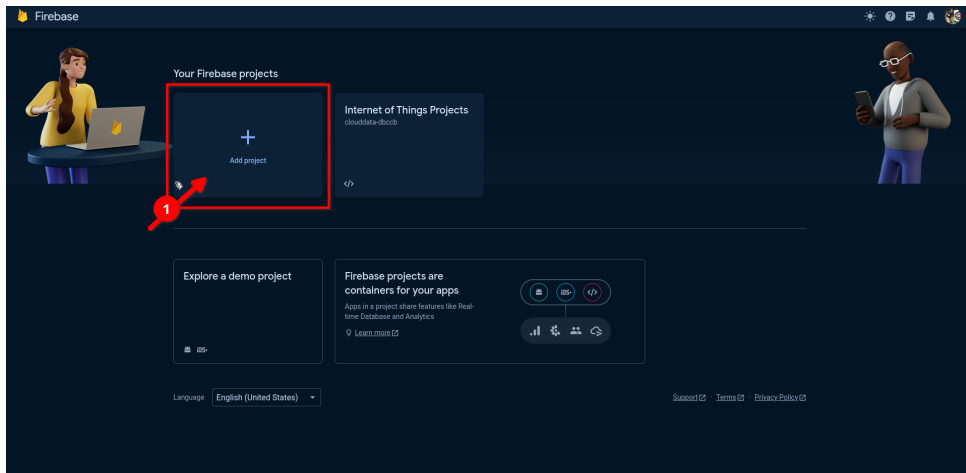 Firebase
Your Firebase projects
Add project
Internet of Things Projects
clouddata-dbccb
</>
1
Explore a demo project
iOS+
Firebase projects are
containers for your apps
Apps in a project share features like Real-
time Database and Analytics
Learn more
iOS+
</>
Language
English (United States)
Support · Terms · Privacy Policy